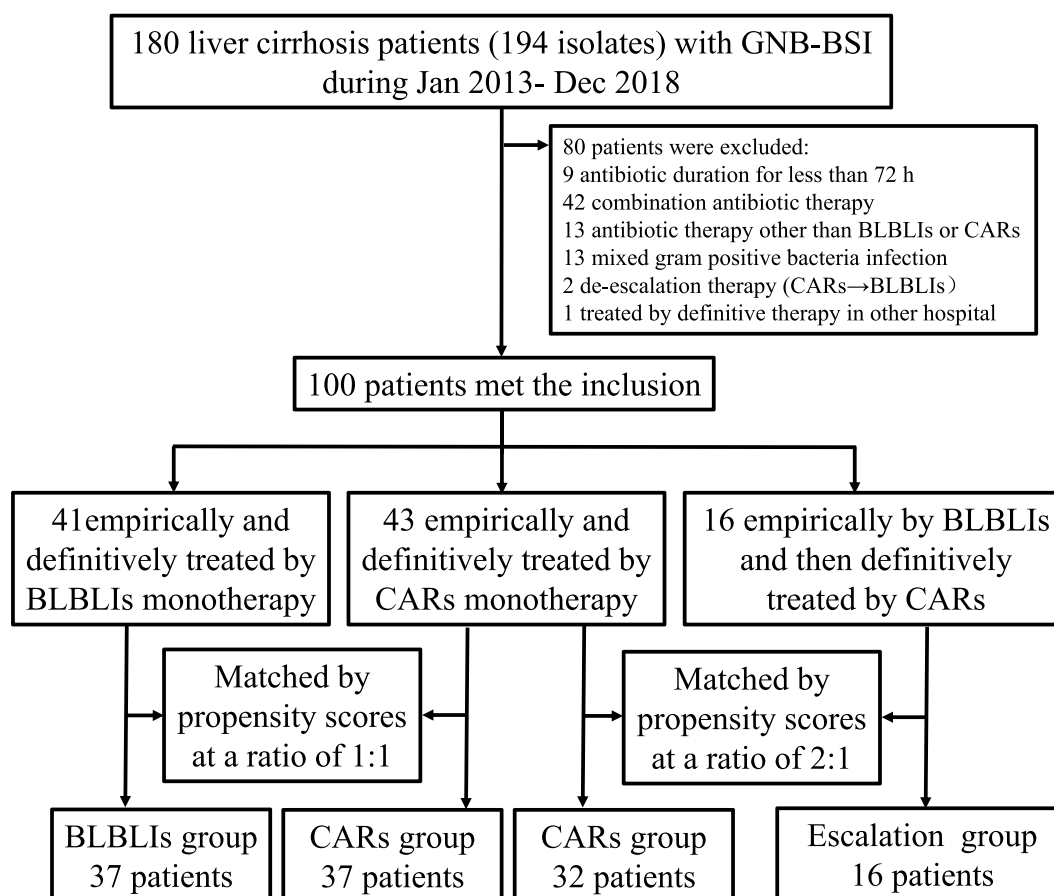 180 liver cirrhosis patients (194 isolates) with GNB-BSI
during Jan 2013- Dec 2018
80 patients were excluded:
9 antibiotic duration for less than 72 h
42 combination antibiotic therapy
13 antibiotic therapy other than BLBLIs or CARs
13 mixed gram positive bacteria infection
2 de-escalation therapy (CARs→BLBLIs）
1 treated by definitive therapy in other hospital
100 patients met the inclusion
41empirically and
definitively treated by
BLBLIs monotherapy
43 empirically and
definitively treated by
CARs monotherapy
16 empirically by BLBLIs
and then definitively
treated by CARs
Matched by
propensity scores
at a ratio of 1:1
Matched by
propensity scores
at a ratio of 2:1
BLBLIs group
37 patients
CARs group
37 patients
CARs group
32 patients
Escalation group
16 patients